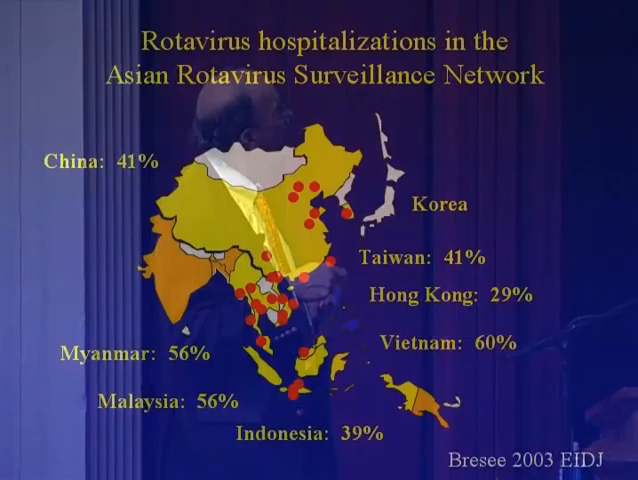 Rotavirus hospitalizations in the
Asian Rotavirus Surveillance Network
China: 41%
Korea
Taiwan: 41%
Hong Kong: 29%
Vietnam: 60%
Myanmar: 56%
Malaysia: 56%
Indonesia: 39%
Bresee 2003 EIDJ